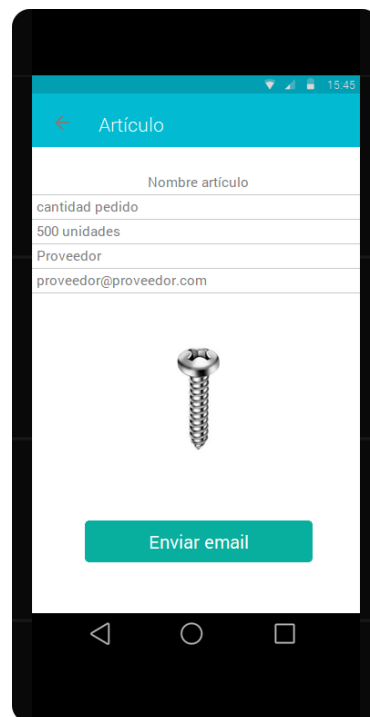 15:45
Artículo
Nombre artículo
cantidad pedido
500 unidades
Proveedor
proveedor@proveedor.com
Enviar email